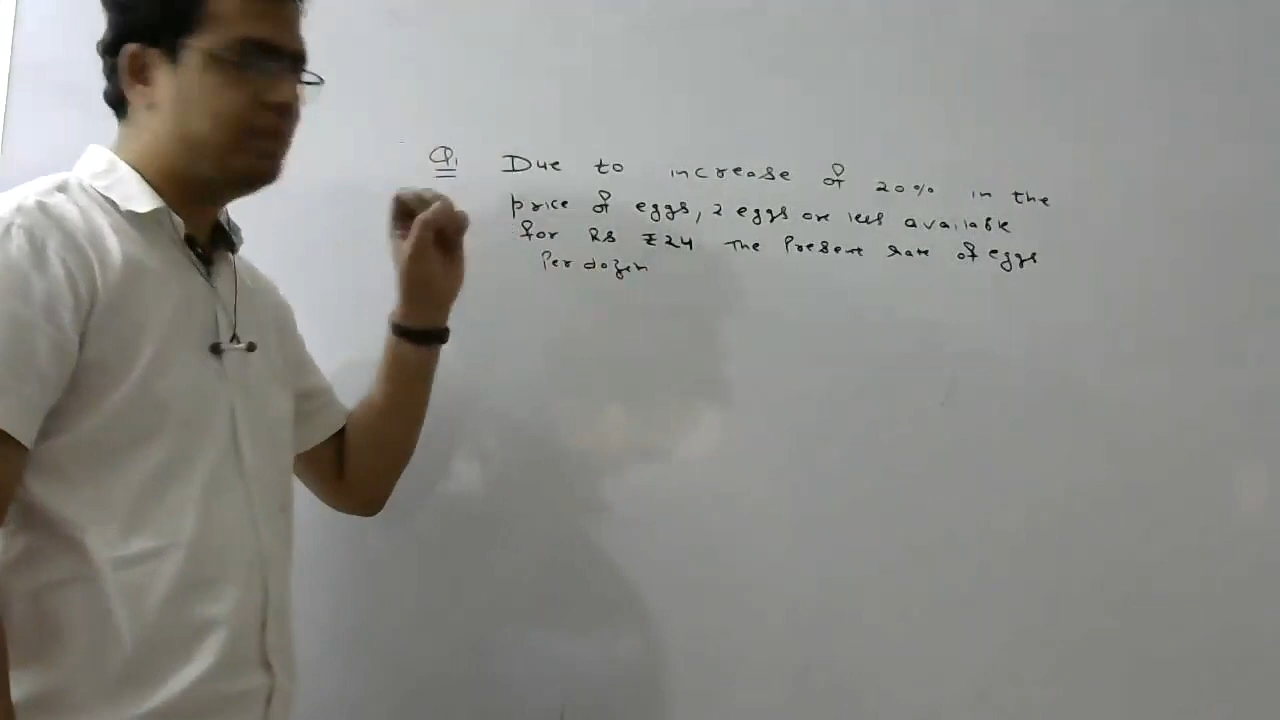 Q1 Due to increase of 20% in the
price of eggs, 2 eggs are less available
for Rs ₹24 The Present rate of eggs
Per dozen